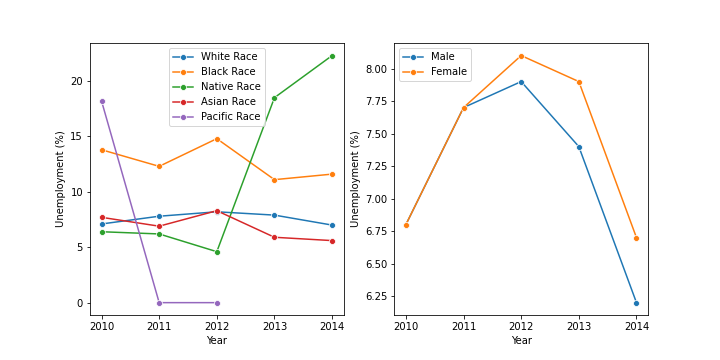 White Race
Black Race
Native Race
Asian Race
Pacific Race
Unemployment (%)
20
15
10
5
0
2010 2011 2012 2013 2014
Year
Male
Female
Unemployment (%)
8.00
7.75
7.50
7.25
7.00
6.75
6.50
6.25
2010 2011 2012 2013 2014
Year